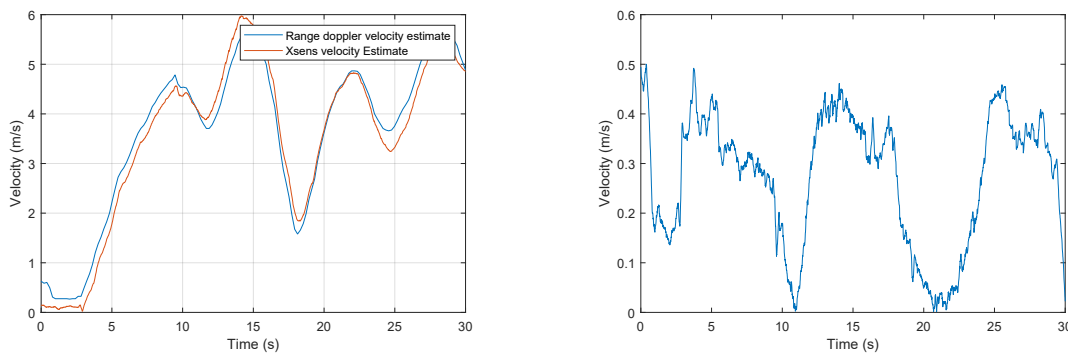 6
5
4
3
2
1
0
Velocity (m/s)
Range doppler velocity estimate
Xsens velocity Estimate
0 5 10 15 20 25 30
Time (s)
0.6
0.5
0.4
0.3
0.2
0.1
0
Velocity (m/s)
0 5 10 15 20 25 30
Time (s)